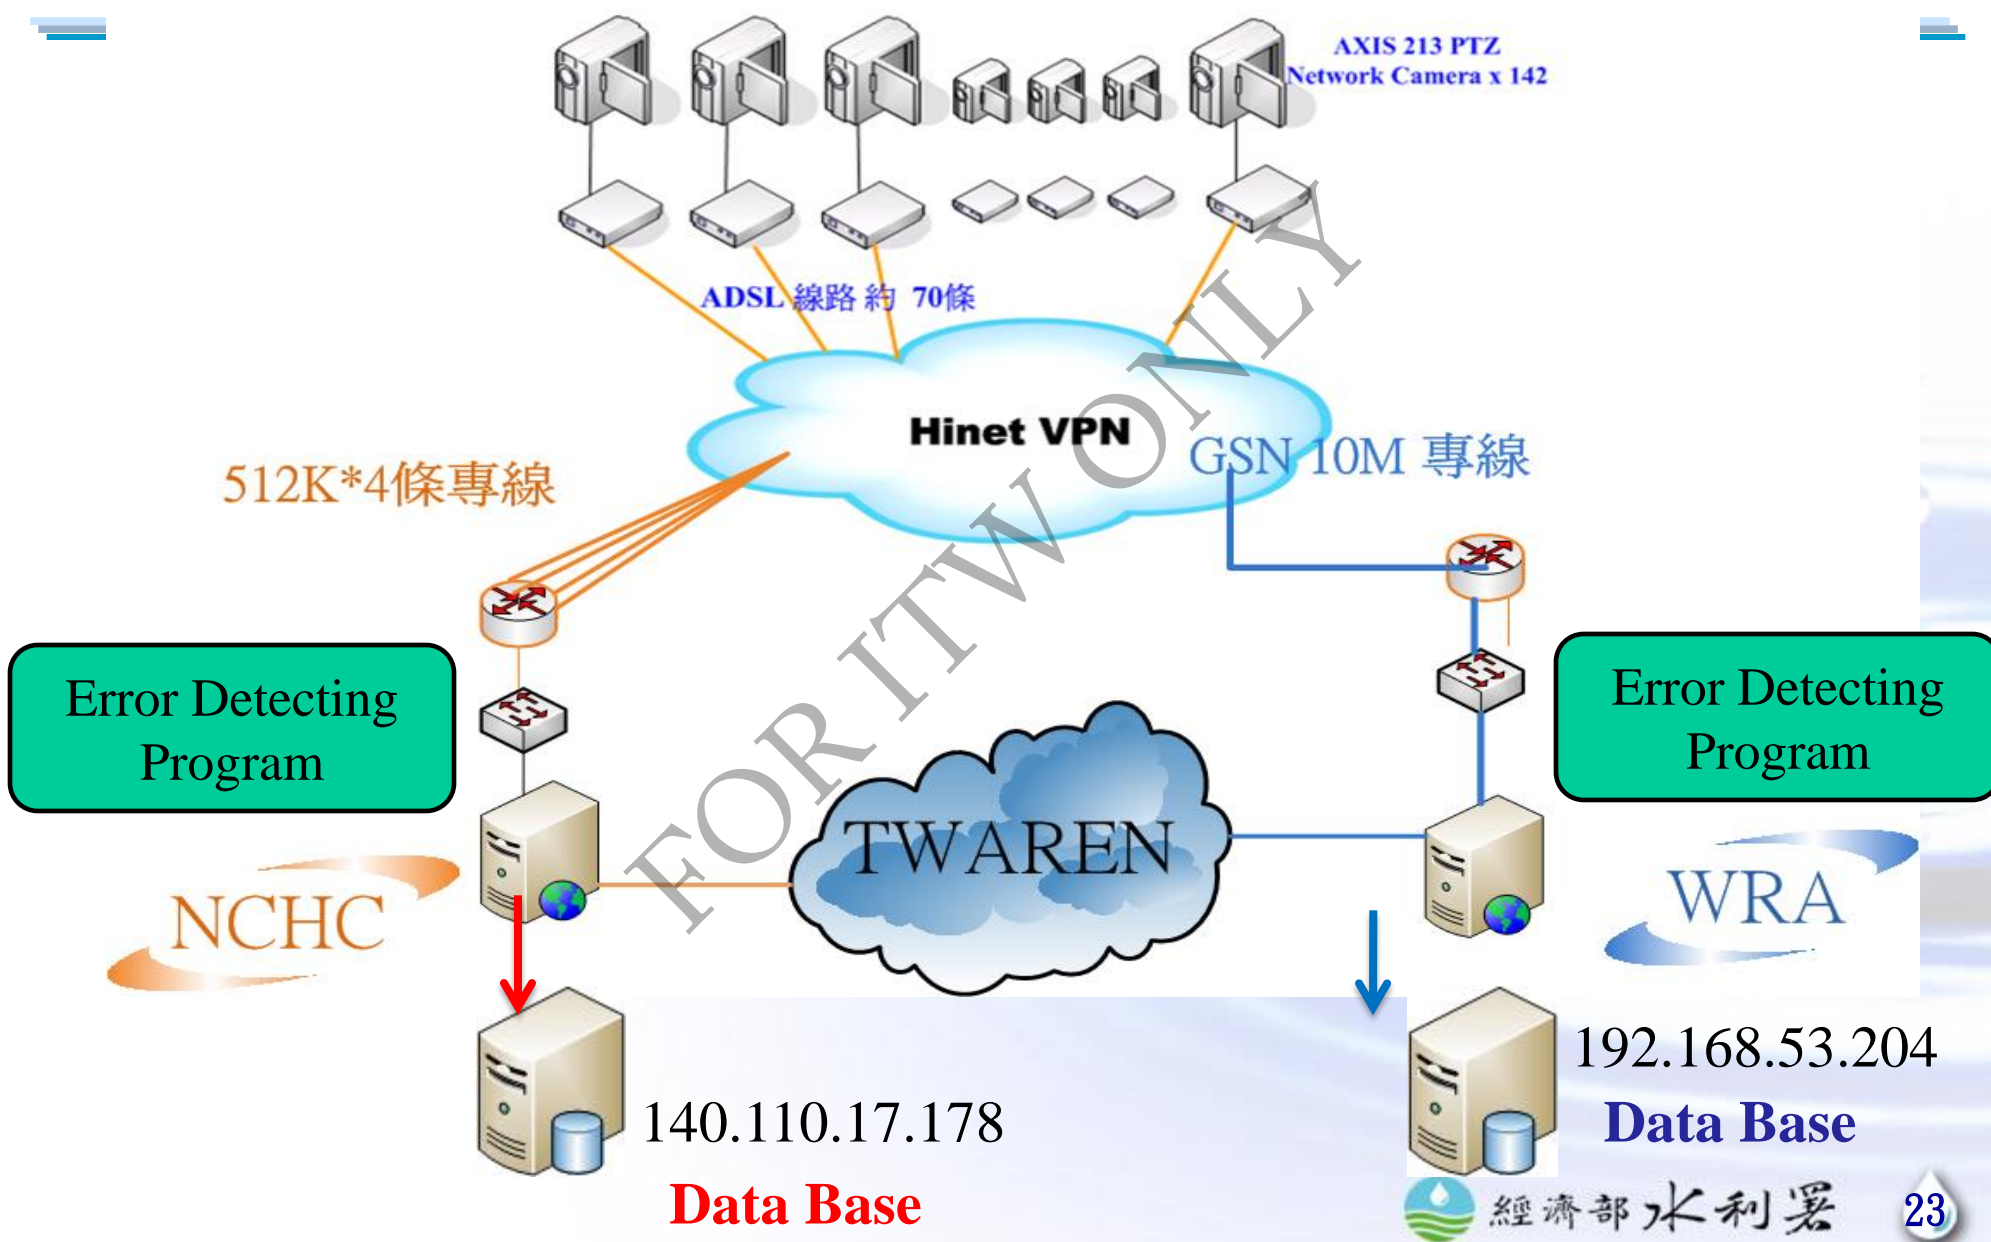 AXIS 213 PTZ
Network Camera x 142
ADSL 線路 約 70條
Hinet VPN
512K*4條專線
GSN 10M 專線
Error Detecting
Program
Error Detecting
Program
TWAREN
NCHC
WRA
FOR ITW ONLY
192.168.53.204
Data Base
140.110.17.178
Data Base
經濟部水利署
23